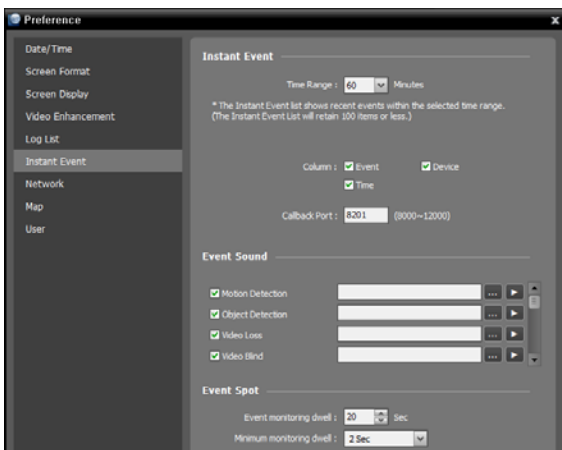 Preference
x
Date/Time
Screen Format
Screen Display
Video Enhancement
Log List
Instant Event
Network
Map
User
Instant Event
Time Range : 60 Minutes
* The Instant Event list shows recent events within the selected time range.
(The Instant Event List will retain 100 items or less.)
Column : Event Device
Time
Callback Port : 8201 (8000~12000)
Event Sound
Motion Detection ...
Object Detection ...
Video Loss ...
Video Blind ...
Event Spot
Event monitoring dwell : 20 Sec
Minimum monitoring dwell : 2 Sec